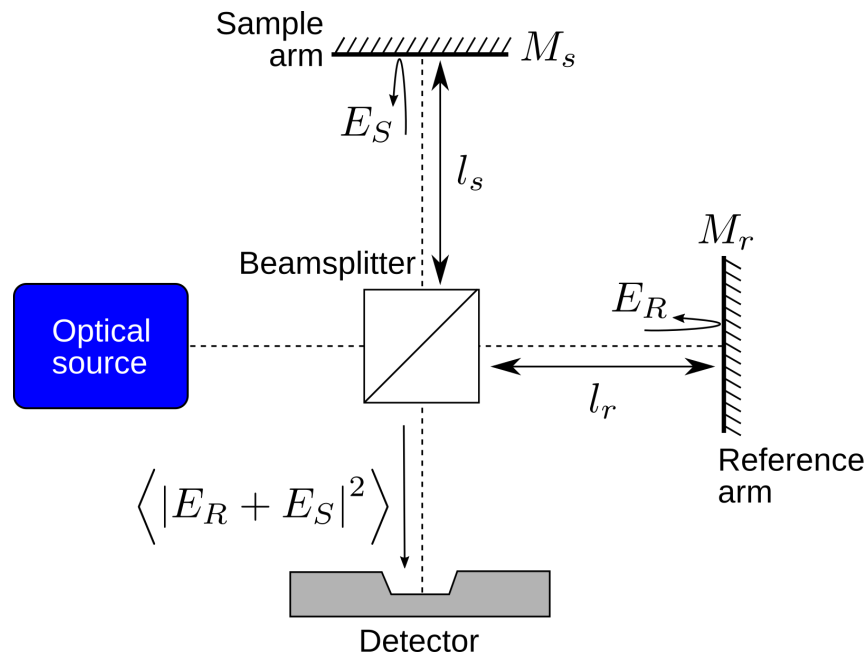 Sample
arm
M_s
E_S
l_s
M_r
Beamsplitter
E_R
Optical
source
l_r
Reference
arm
⟨|E_R + E_S|^2⟩
Detector